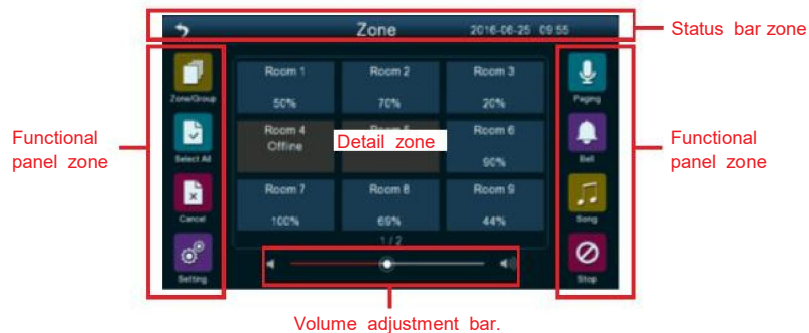 Zone 2016-06-25 09:55
Status bar zone
Zone/Group
Select All
Cancel
Setting
Functional
panel zone
Room 1 Room 2 Room 3
50% 70% 20%
Room 4 Room 6
Offline
Detail zone
90%
Room 7 Room 8 Room 9
100% 69% 44%
1 / 2
Paging
Bell
Song
Stop
Functional
panel zone
Volume adjustment bar.